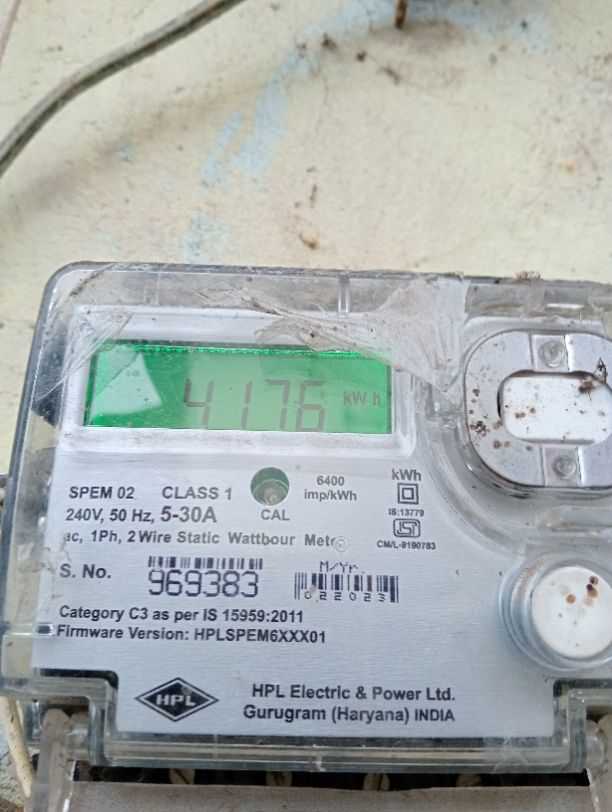 4176 kWh
SPEM 02 CLASS 1
6400 imp/kWh
kWh
240V, 50 Hz, 5-30A
CAL
IS:13779
ISI
ac, 1Ph, 2 Wire Static Watthour Meter
CM/L-9190783
S. No. 969383
M/Yr.
022023
Category C3 as per IS 15959:2011
Firmware Version: HPLSPEM6XXX01
HPL
HPL Electric & Power Ltd.
Gurugram (Haryana) INDIA